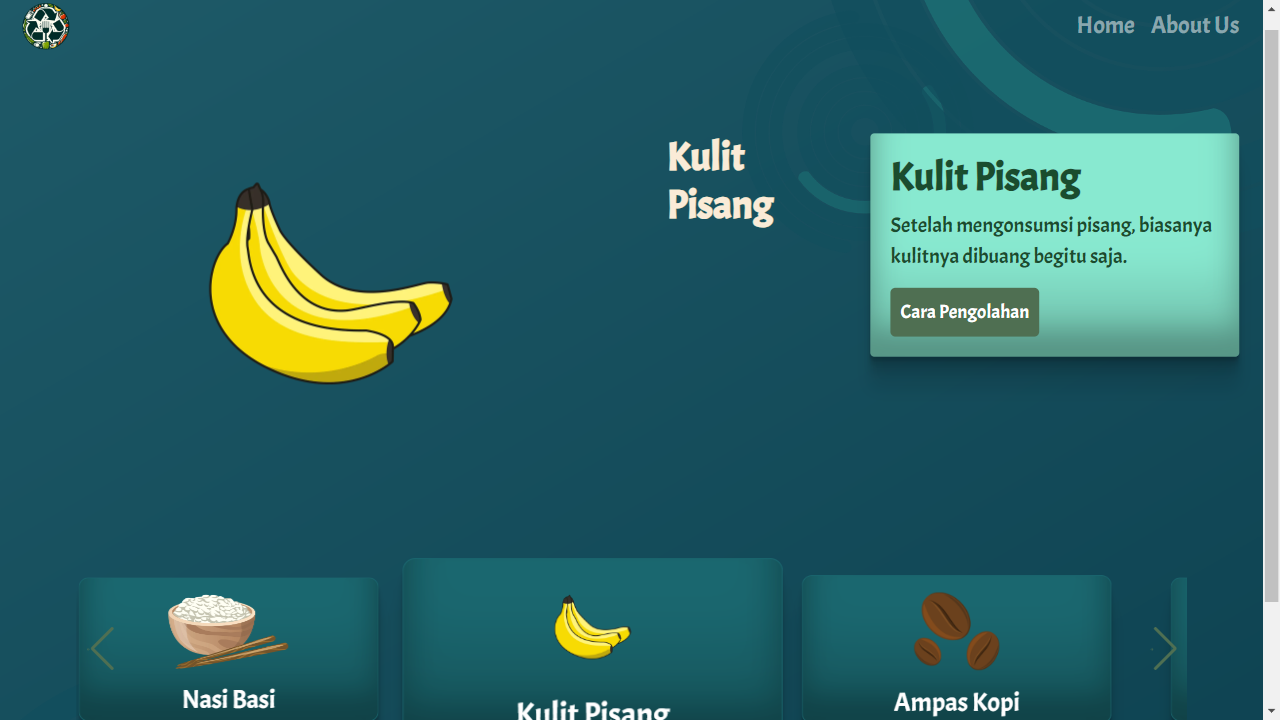 Home About Us
Kulit
Pisang
Kulit Pisang
Setelah mengonsumsi pisang, biasanya
kulitnya dibuang begitu saja.
Cara Pengolahan
Nasi Basi
Kulit Pisang
Ampas Kopi